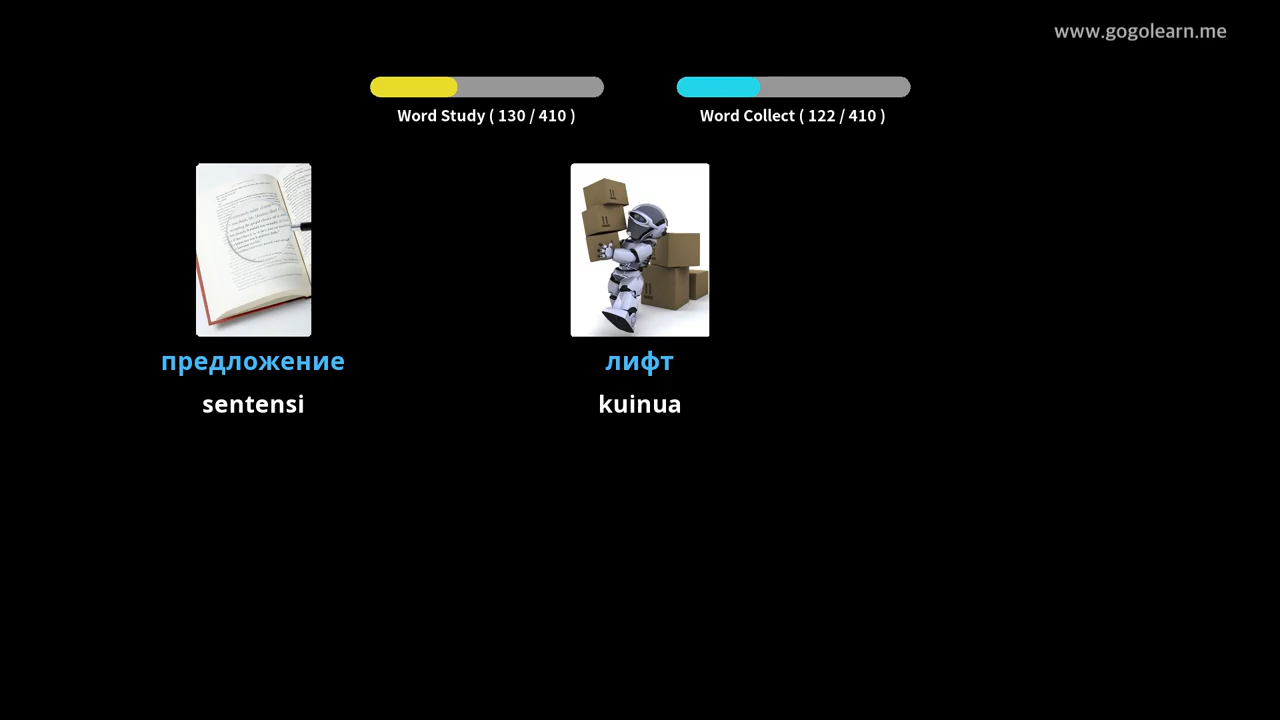 www.gogolearn.me
Word Study ( 130 / 410 )
Word Collect ( 122 / 410 )
предложение
лифт
sentensi
kuinua